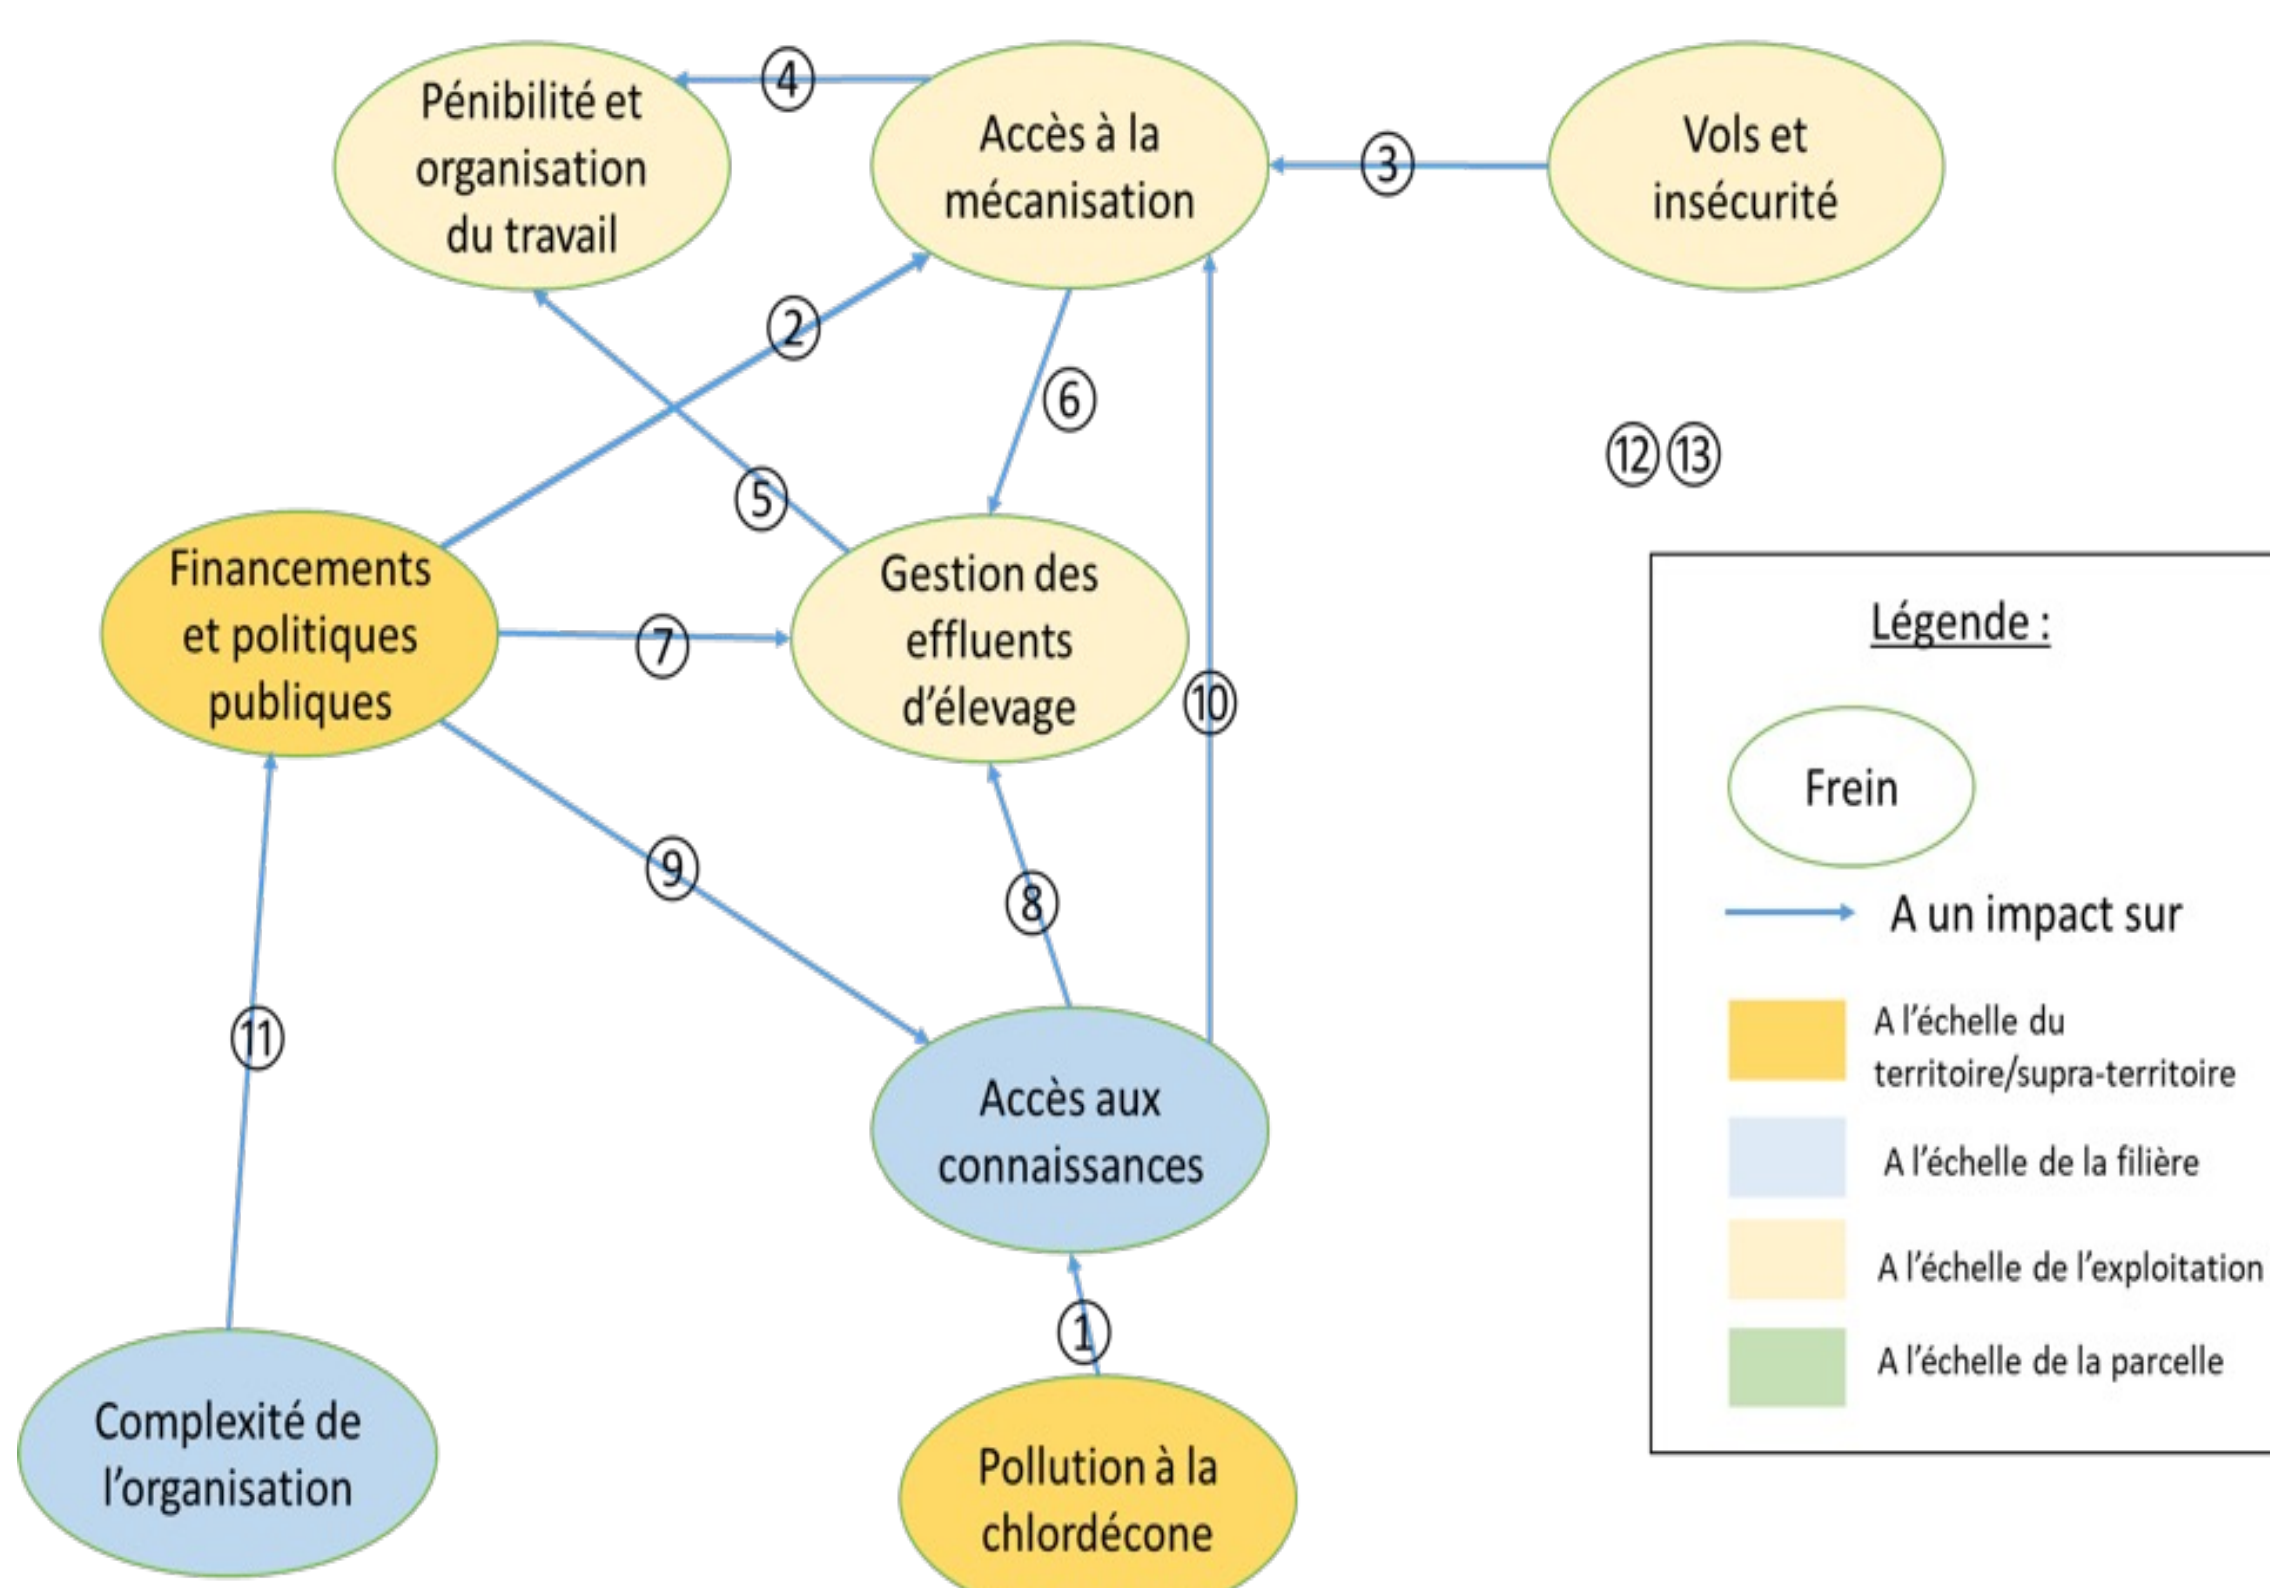 Pénibilité et
organisation
du travail
④
Accès à la
mécanisation
③
Vols et
insécurité
②
⑥
⑤
⑫ ⑬
Financements
et politiques
publiques
⑦
Gestion des
effluents
d’élevage
⑩
⑨
⑧
⑪
Accès aux
connaissances
①
Complexité de
l’organisation
Pollution à la
chlordécone
Légende :
Frein
A un impact sur
A l’échelle du
territoire/supra-territoire
A l’échelle de la filière
A l’échelle de l’exploitation
A l’échelle de la parcelle